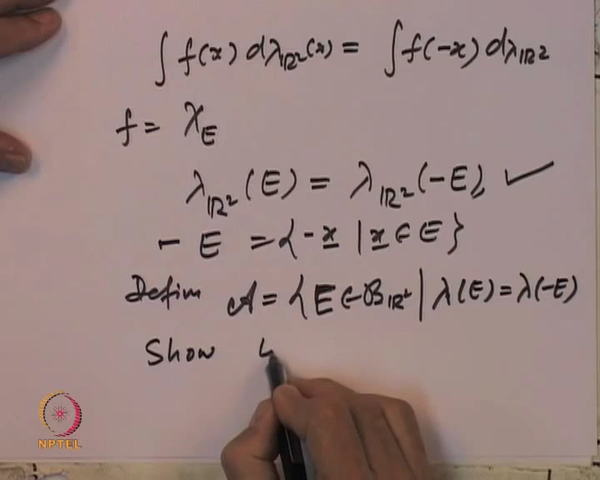 ∫ f(x) dλ_{ℝ²}(x) = ∫ f(-x) dλ_{ℝ²}
f = χ_E
λ_{ℝ²}(E) = λ_{ℝ²}(-E), ✓
- E = {-x | x ∈ E}
Define 𝒜 = {E ∈ ℬ_{ℝ²} | λ(E) = λ(-E)
Show
NPTEL